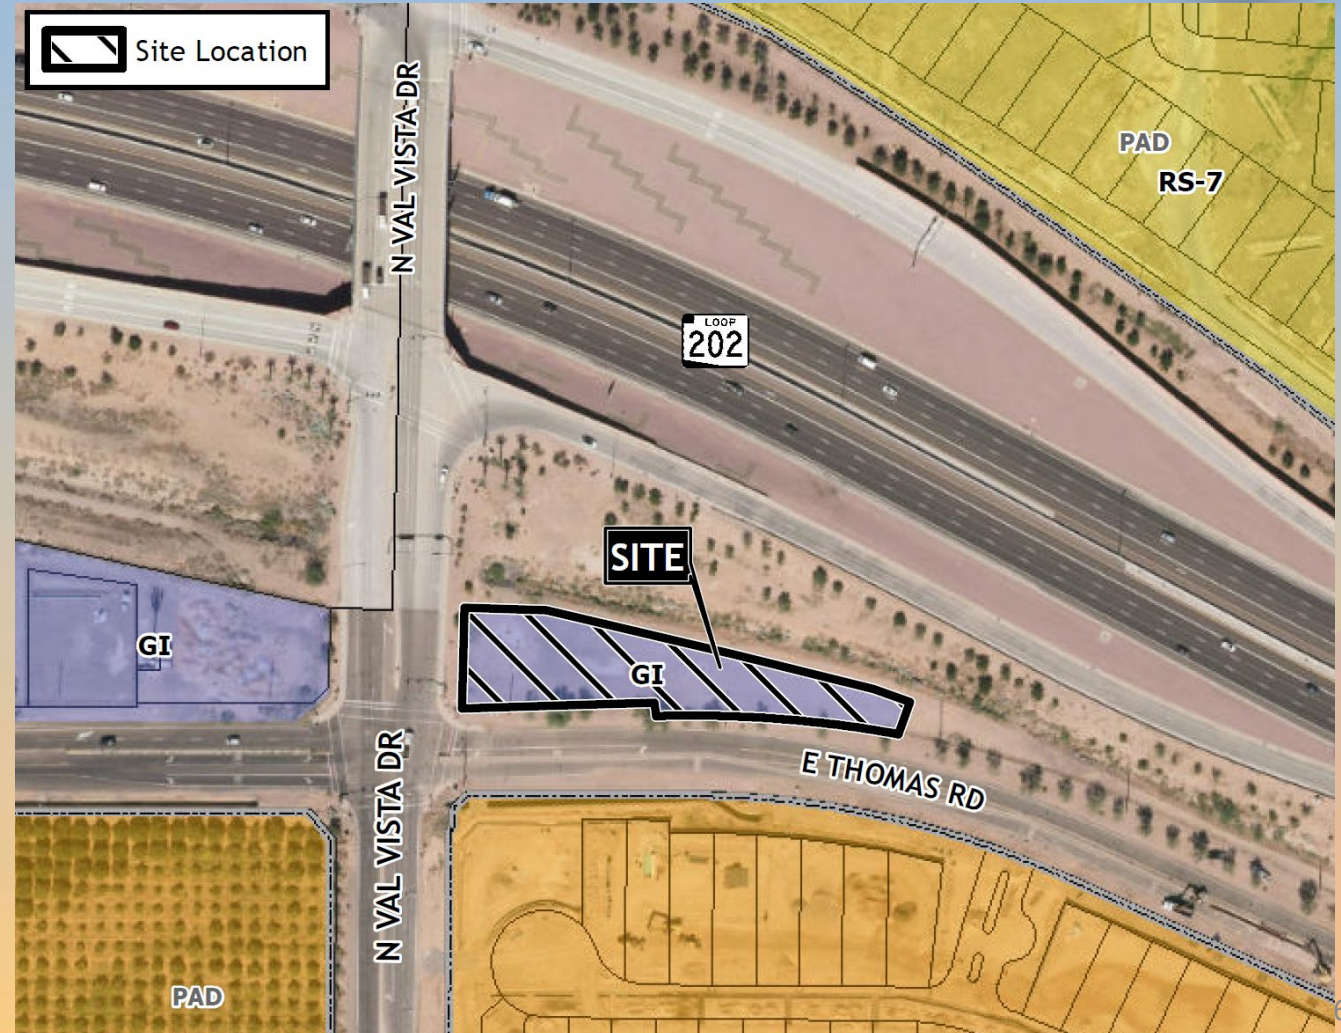 Site Location
N VAL VISTA DR
PAD
RS-7
LOOP
202
SITE
GI
GI
E THOMAS RD
N VAL VISTA DR
PAD